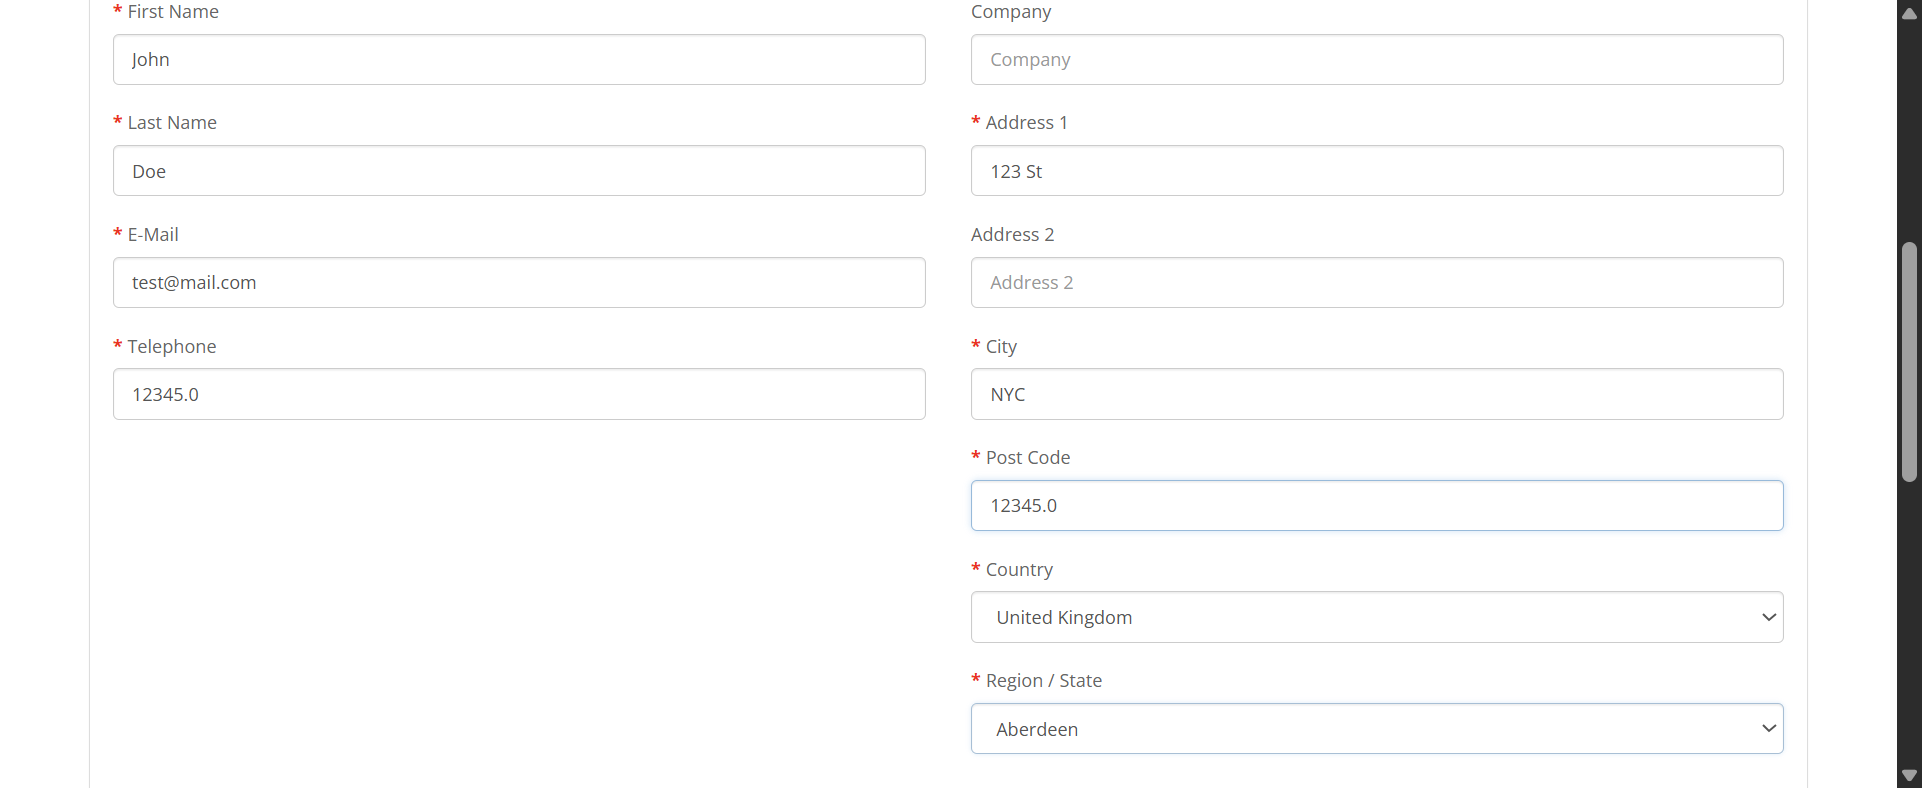 * First Name
John
* Last Name
Doe
* E-Mail
test@mail.com
* Telephone
12345.0
Company
Company
* Address 1
123 St
Address 2
Address 2
* City
NYC
* Post Code
12345.0
* Country
United Kingdom
* Region / State
Aberdeen